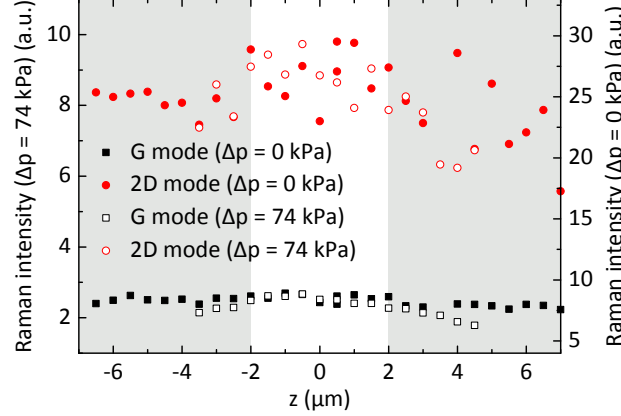 Raman intensity (Δp = 74 kPa) (a.u.)
10
8
6
4
2
G mode (Δp = 0 kPa)
2D mode (Δp = 0 kPa)
G mode (Δp = 74 kPa)
2D mode (Δp = 74 kPa)
30
25
20
15
10
5
Raman intensity (Δp = 0 kPa) (a.u.)
-6 -4 -2 0 2 4 6
z (μm)